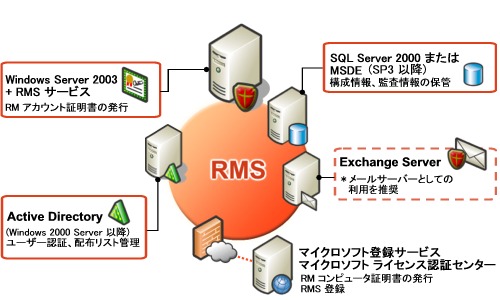 Windows Server 2003
+ RMS サービス
RM アカウント証明書の発行
SQL Server 2000 または
MSDE (SP3 以降)
構成情報、監査情報の保管
RMS
Exchange Server
*メールサーバーとしての
利用を推奨
Active Directory
(Windows 2000 Server 以降)
ユーザー認証、配布リスト管理
マイクロソフト登録サービス
マイクロソフト ライセンス認証センター
RM コンピュータ証明書の発行
RMS 登録